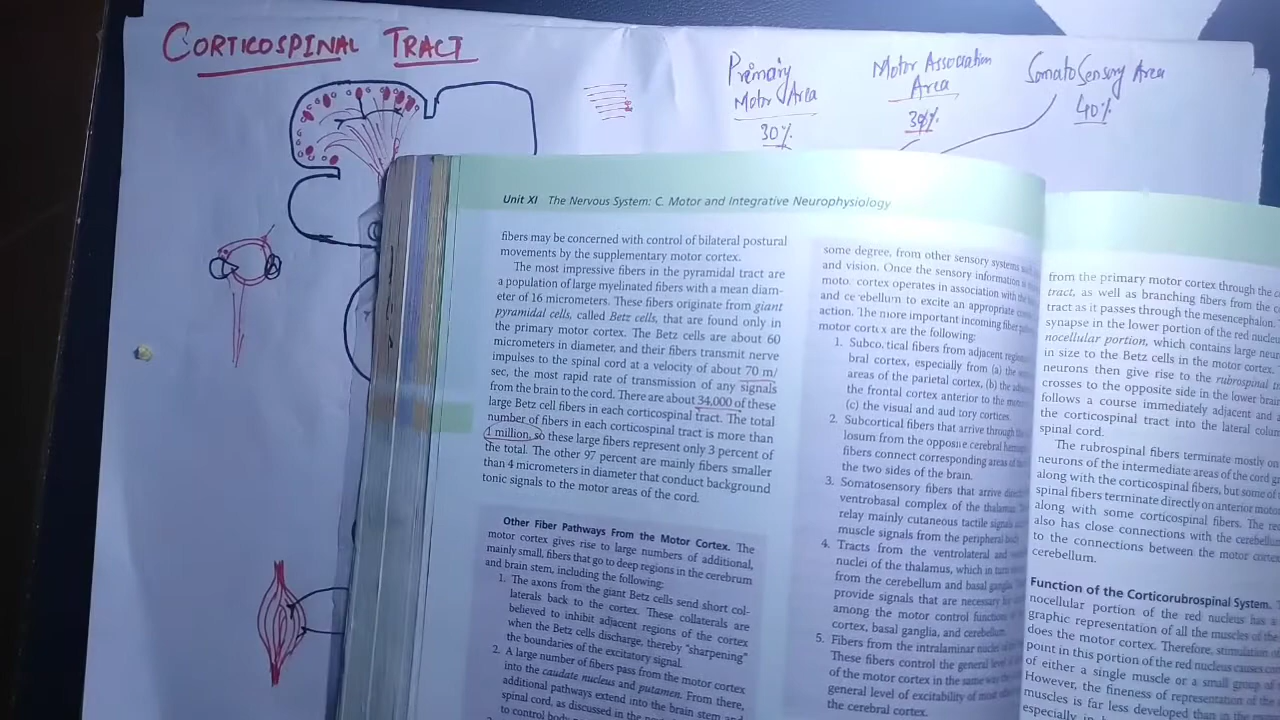 CORTICOSPINAL TRACT
Primary
Motor Area
30%
Motor Association
Area
30%
SomatoSensory Area
40%
Unit XI The Nervous System: C. Motor and Integrative Neurophysiology
fibers may be concerned with control of bilateral postural
movements by the supplementary motor cortex.
The most impressive fibers in the pyramidal tract are
a population of large myelinated fibers with a mean diam-
eter of 16 micrometers. These fibers originate from giant
pyramidal cells, called Betz cells, that are found only in
the primary motor cortex. The Betz cells are about 60
micrometers in diameter, and their fibers transmit nerve
impulses to the spinal cord at a velocity of about 70 m/
sec, the most rapid rate of transmission of any signals
from the brain to the cord. There are about 34,000 of these
large Betz cell fibers in each corticospinal tract. The total
number of fibers in each corticospinal tract is more than
1 million, so these large fibers represent only 3 percent of
the total. The other 97 percent are mainly fibers smaller
than 4 micrometers in diameter that conduct background
tonic signals to the motor areas of the cord.
Other Fiber Pathways From the Motor Cortex. The
motor cortex gives rise to large numbers of additional,
mainly small, fibers that go to deep regions in the cerebrum
and brain stem, including the following:
1. The axons from the giant Betz cells send short col-
laterals back to the cortex. These collaterals are
believed to inhibit adjacent regions of the cortex
when the Betz cells discharge, thereby "sharpening"
the boundaries of the excitatory signal.
2. A large number of fibers pass from the motor cortex
into the caudate nucleus and putamen. From there,
additional pathways extend into the brain stem and
spinal cord, as discussed in the
to control body
some degree, from other sensory systems
and vision. Once the sensory information
motor cortex operates in association with the
and cerebellum to excite an appropriate
action. The more important incoming fiber
motor cortex are the following:
1. Subcortical fibers from adjacent
bral cortex, especially from (a) the
areas of the parietal cortex, (b) the
the frontal cortex anterior to the
(c) the visual and auditory cortices.
2. Subcortical fibers that arrive through
losum from the opposite cerebral
fibers connect corresponding areas of
the two sides of the brain.
3. Somatosensory fibers that arrive
ventrobasal complex of the thalamus.
relay mainly cutaneous tactile signals
muscle signals from the peripheral
4. Tracts from the ventrolateral and
nuclei of the thalamus, which in turn
from the cerebellum and basal ganglia.
provide signals that are necessary
among the motor control functions
cortex, basal ganglia, and cerebellum.
5. Fibers from the intralaminar nuclei
These fibers control the general
of the motor cortex in the same way
general level of excitability of most
the cerebral cortex.
from the primary motor cortex through the
tract, as well as branching fibers from the
tract as it passes through the mesencephalon.
synapse in the lower portion of the red
nocellular portion, which contains large
in size to the Betz cells in the motor cortex.
neurons then give rise to the rubrospinal
crosses to the opposite side in the lower
follows a course immediately adjacent and
the corticospinal tract into the lateral
spinal cord.
The rubrospinal fibers terminate mostly on
neurons of the intermediate areas of the cord
along with the corticospinal fibers, but some of
spinal fibers terminate directly on anterior
along with some corticospinal fibers. The
also has close connections with the
to the connections between the motor
cerebellum.
Function of the Corticorubrospinal System.
nocellular portion of the red nucleus has a
graphic representation of all the muscles of the
does the motor cortex. Therefore, stimulation of
point in this portion of the red nucleus causes
of either a single muscle or a small group of
However, the fineness of representation of the
muscles is far less developed than in the
especially in